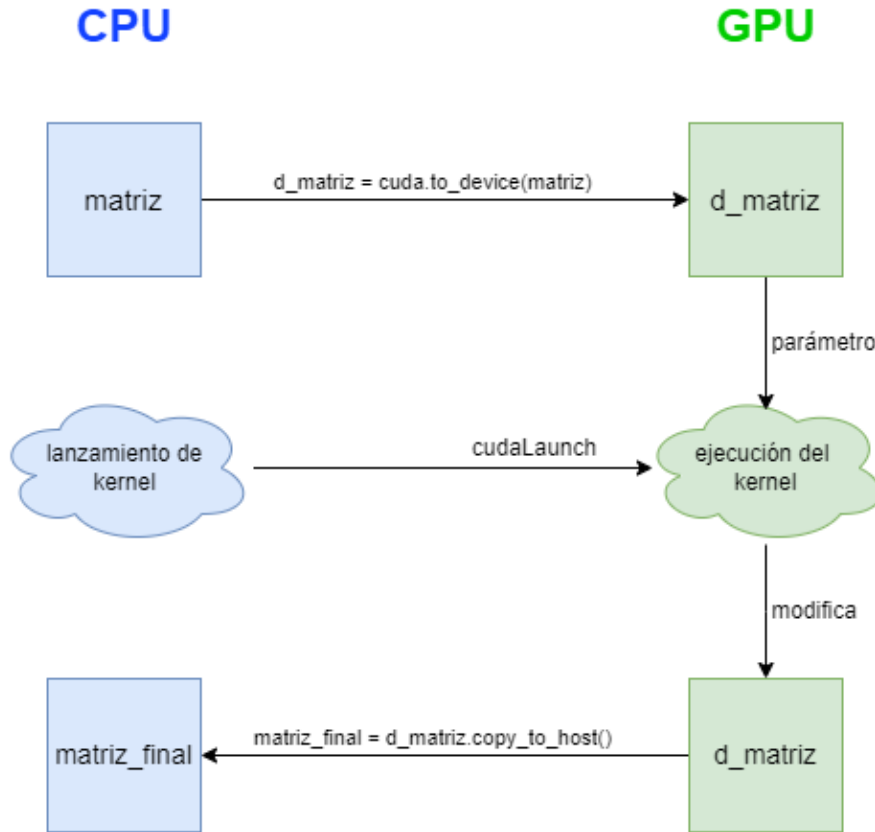 CPU
GPU
matriz
d_matriz = cuda.to_device(matriz)
d_matriz
parámetro
lanzamiento de
kernel
cudaLaunch
ejecución del
kernel
modifica
matriz_final
matriz_final = d_matriz.copy_to_host()
d_matriz